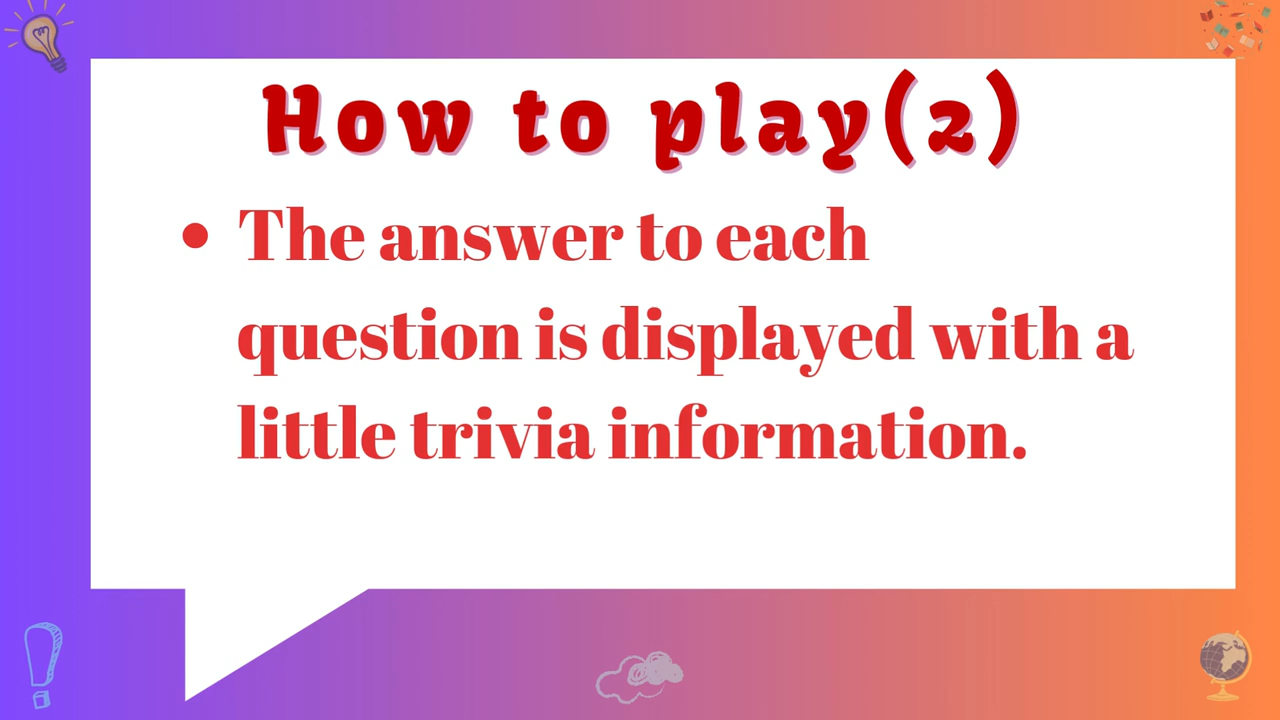 How to play(2)
• The answer to each
question is displayed with a
little trivia information.